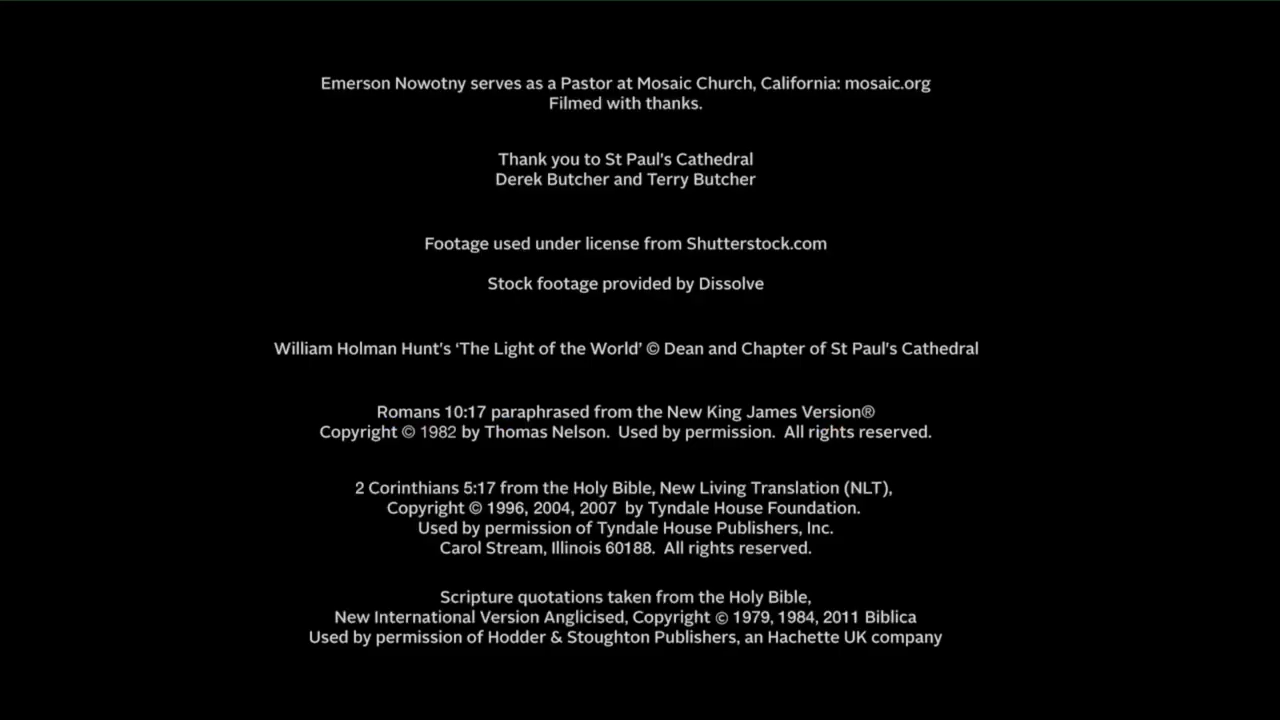 Emerson Nowotny serves as a Pastor at Mosaic Church, California: mosaic.org
Filmed with thanks.
Thank you to St Paul's Cathedral
Derek Butcher and Terry Butcher
Footage used under license from Shutterstock.com
Stock footage provided by Dissolve
William Holman Hunt's ‘The Light of the World’ © Dean and Chapter of St Paul's Cathedral
Romans 10:17 paraphrased from the New King James Version®
Copyright © 1982 by Thomas Nelson.  Used by permission.  All rights reserved.
2 Corinthians 5:17 from the Holy Bible, New Living Translation (NLT),
Copyright © 1996, 2004, 2007  by Tyndale House Foundation.
Used by permission of Tyndale House Publishers, Inc.
Carol Stream, Illinois 60188.  All rights reserved.
Scripture quotations taken from the Holy Bible,
New International Version Anglicised, Copyright © 1979, 1984, 2011 Biblica
Used by permission of Hodder & Stoughton Publishers, an Hachette UK company